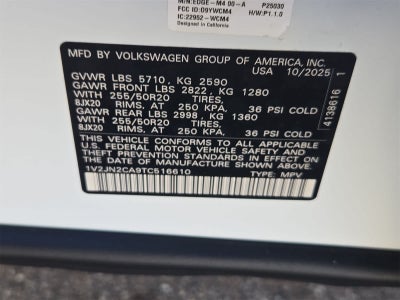 M/N:EDGE-M4 00-A P25030
FCC ID:D9YWCM4 H/W:P1.1.0
IC:22952-WCM4
Designed in California
MFD BY VOLKSWAGEN GROUP OF AMERICA, INC.
USA 10/2025
GVWR LBS 5710, KG 2590
GAWR FRONT LBS 2822, KG 1280
WITH 255/50R20 TIRES,
8JX20 RIMS, AT 250 KPA. 36 PSI COLD
GAWR REAR LBS 2998, KG 1360
WITH 255/50R20 TIRES,
8JX20 RIMS, AT 250 KPA. 36 PSI COLD
THIS VEHICLE CONFORMS TO ALL APPLICABLE
U.S. FEDERAL MOTOR VEHICLE SAFETY
STANDARDS IN EFFECT ON THE
DATE OF MANUFACTURE SHOWN ABOVE.
1V2JN2CA9TC516610 TYPE: MPV
4138616 1